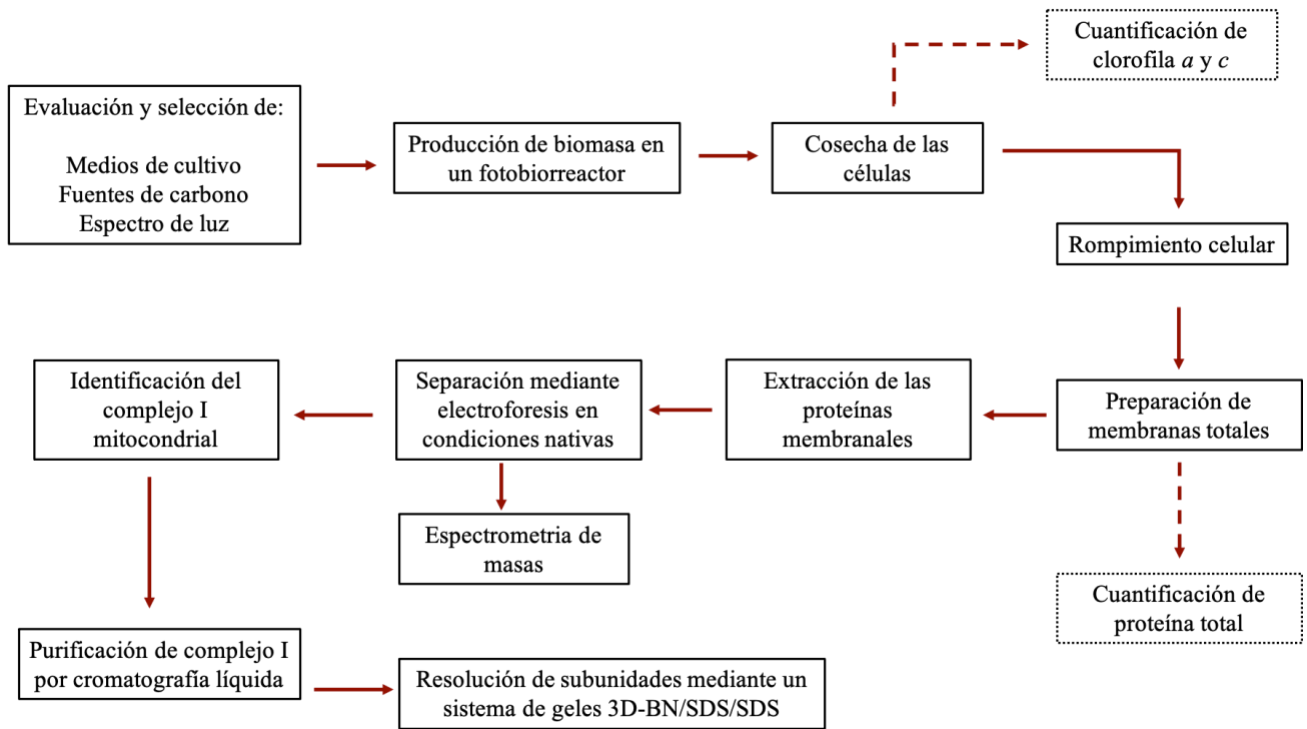 Cuantificación de
clorofila a y c
Evaluación y selección de:
Medios de cultivo
Fuentes de carbono
Espectro de luz
Producción de biomasa en
un fotobiorreactor
Cosecha de las
células
Rompimiento celular
Identificación del
complejo I
mitocondrial
Separación mediante
electroforesis en
condiciones nativas
Extracción de las
proteínas
membranales
Preparación de
membranas totales
Espectrometria de
masas
Cuantificación de
proteína total
Purificación de complejo I
por cromatografía líquida
Resolución de subunidades mediante un
sistema de geles 3D-BN/SDS/SDS